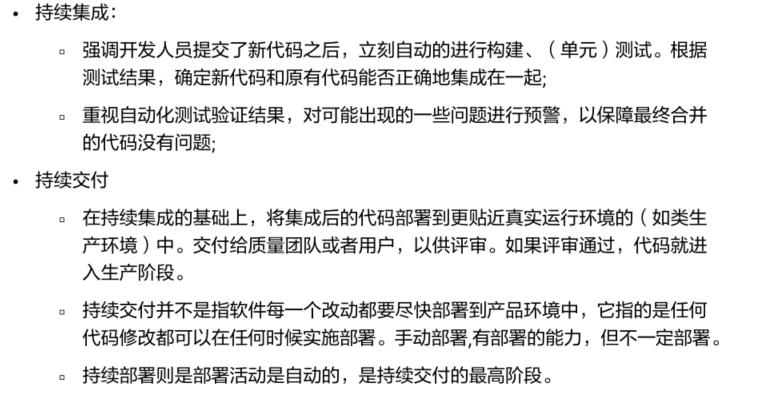 • 持续集成：
▫ 强调开发人员提交了新代码之后，立刻自动的进行构建、（单元）测试。根据
测试结果，确定新代码和原有代码能否正确地集成在一起;
▫ 重视自动化测试验证结果，对可能出现的一些问题进行预警，以保障最终合并
的代码没有问题;
• 持续交付
▫ 在持续集成的基础上，将集成后的代码部署到更贴近真实运行环境的（如类生
产环境）中。交付给质量团队或者用户，以供评审。如果评审通过，代码就进
入生产阶段。
▫ 持续交付并不是指软件每一个改动都要尽快部署到产品环境中，它指的是任何
代码修改都可以在任何时候实施部署。手动部署,有部署的能力，但不一定部署。
▫ 持续部署则是部署活动是自动的，是持续交付的最高阶段。